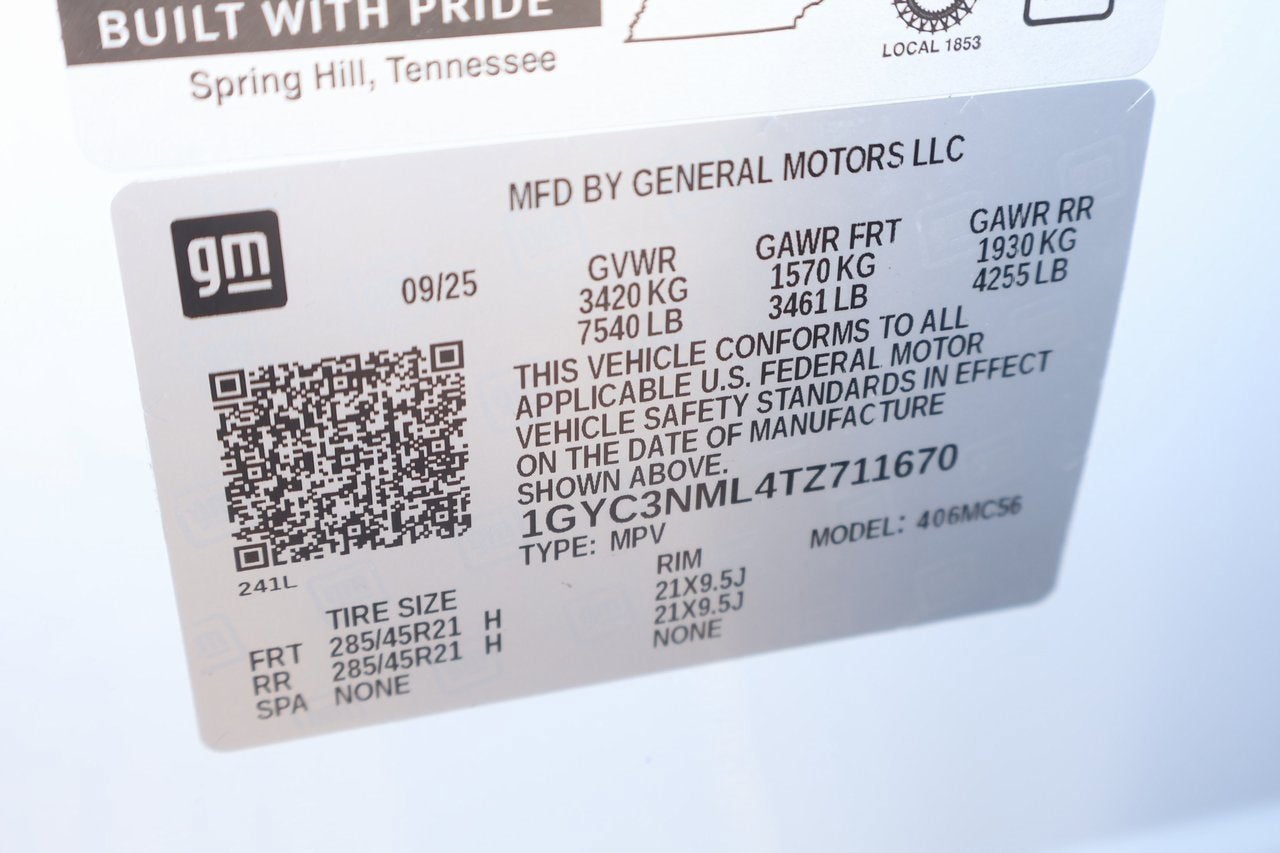 BUILT WITH PRIDE
Spring Hill, Tennessee
LOCAL 1853
MFD BY GENERAL MOTORS LLC
gm
09/25
GVWR
3420 KG
7540 LB
GAWR FRT
1570 KG
3461 LB
GAWR RR
1930 KG
4255 LB
THIS VEHICLE CONFORMS TO ALL
APPLICABLE U.S. FEDERAL MOTOR
VEHICLE SAFETY STANDARDS IN EFFECT
ON THE DATE OF MANUFACTURE
SHOWN ABOVE.
1GYC3NML4TZ711670
TYPE: MPV
MODEL: 406MC56
241L
TIRE SIZE
RIM
FRT 285/45R21 H 21X9.5J
RR 285/45R21 H 21X9.5J
SPA NONE NONE